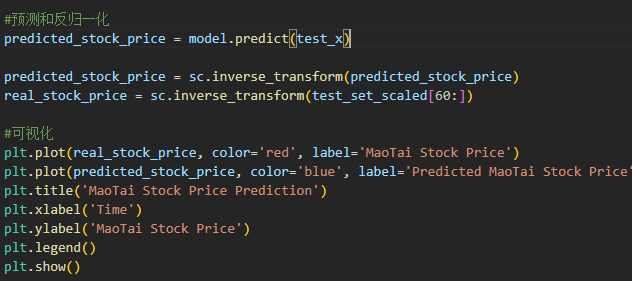 #预测和反归一化
predicted_stock_price = model.predict(test_x)
predicted_stock_price = sc.inverse_transform(predicted_stock_price)
real_stock_price = sc.inverse_transform(test_set_scaled[60:])
#可视化
plt.plot(real_stock_price, color='red', label='MaoTai Stock Price')
plt.plot(predicted_stock_price, color='blue', label='Predicted MaoTai Stock Price'
plt.title('MaoTai Stock Price Prediction')
plt.xlabel('Time')
plt.ylabel('MaoTai Stock Price')
plt.legend()
plt.show()